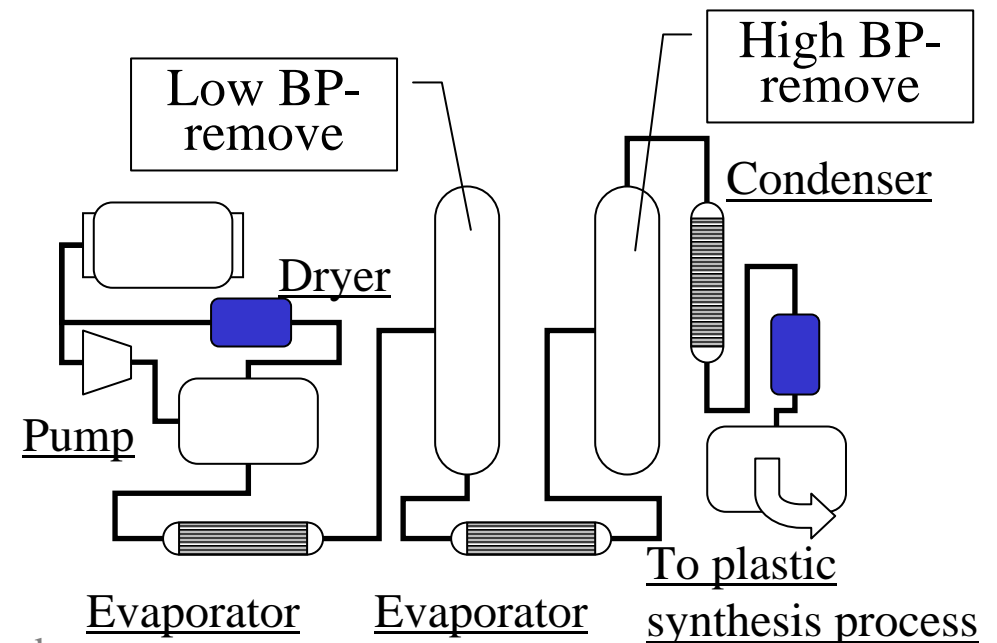 Low BP-
remove
High BP-
remove
Condenser
Dryer
Pump
To plastic
synthesis process
Evaporator
Evaporator